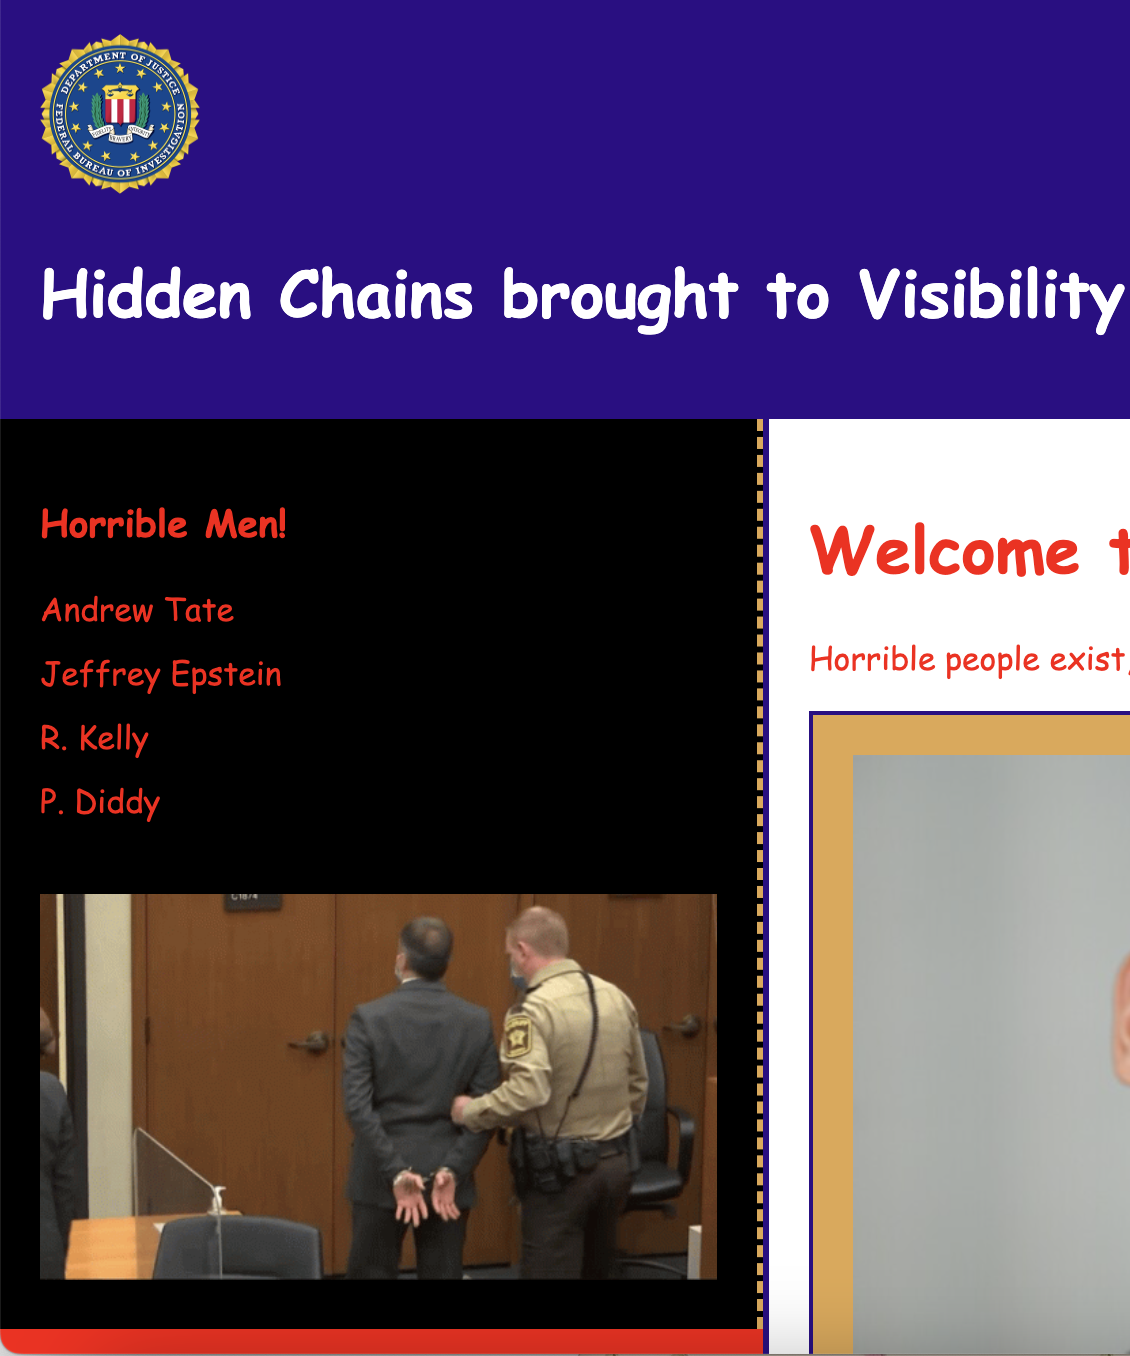 DEPARTMENT OF JUSTICE
FIDELITY BRAVERY INTEGRITY
FEDERAL BUREAU OF INVESTIGATION
Hidden Chains brought to Visibility
Horrible Men!
Andrew Tate
Jeffrey Epstein
R. Kelly
P. Diddy
Welcome t
Horrible people exist,